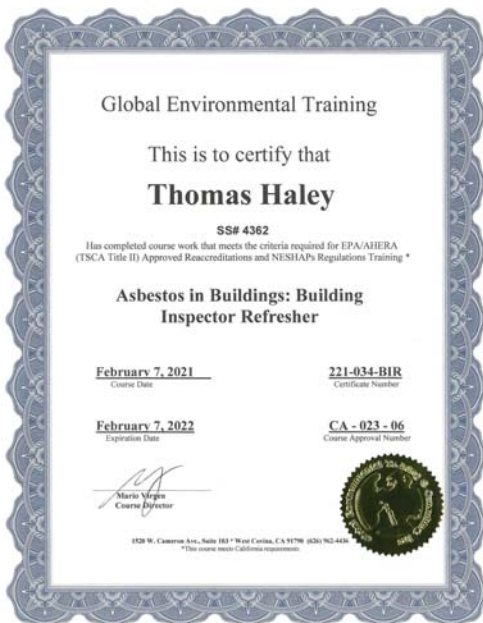 Global Environmental Training
This is to certify that
Thomas Haley
SS# 4362
Has completed course work that meets the criteria required for EPA/AHERA
(TSCA Title II) Approved Reaccreditations and NESHAPs Regulations Training *
Asbestos in Buildings: Building
Inspector Refresher
February 7, 2021
Course Date
221-034-BIR
Certificate Number
February 7, 2022
Expiration Date
CA - 023 - 06
Course Approval Number
Mario Virgen
Course Director
1520 W. Cameron Ave., Suite 103 * West Covina, CA 91790 (626) 962-4436
*This course meets California requirements